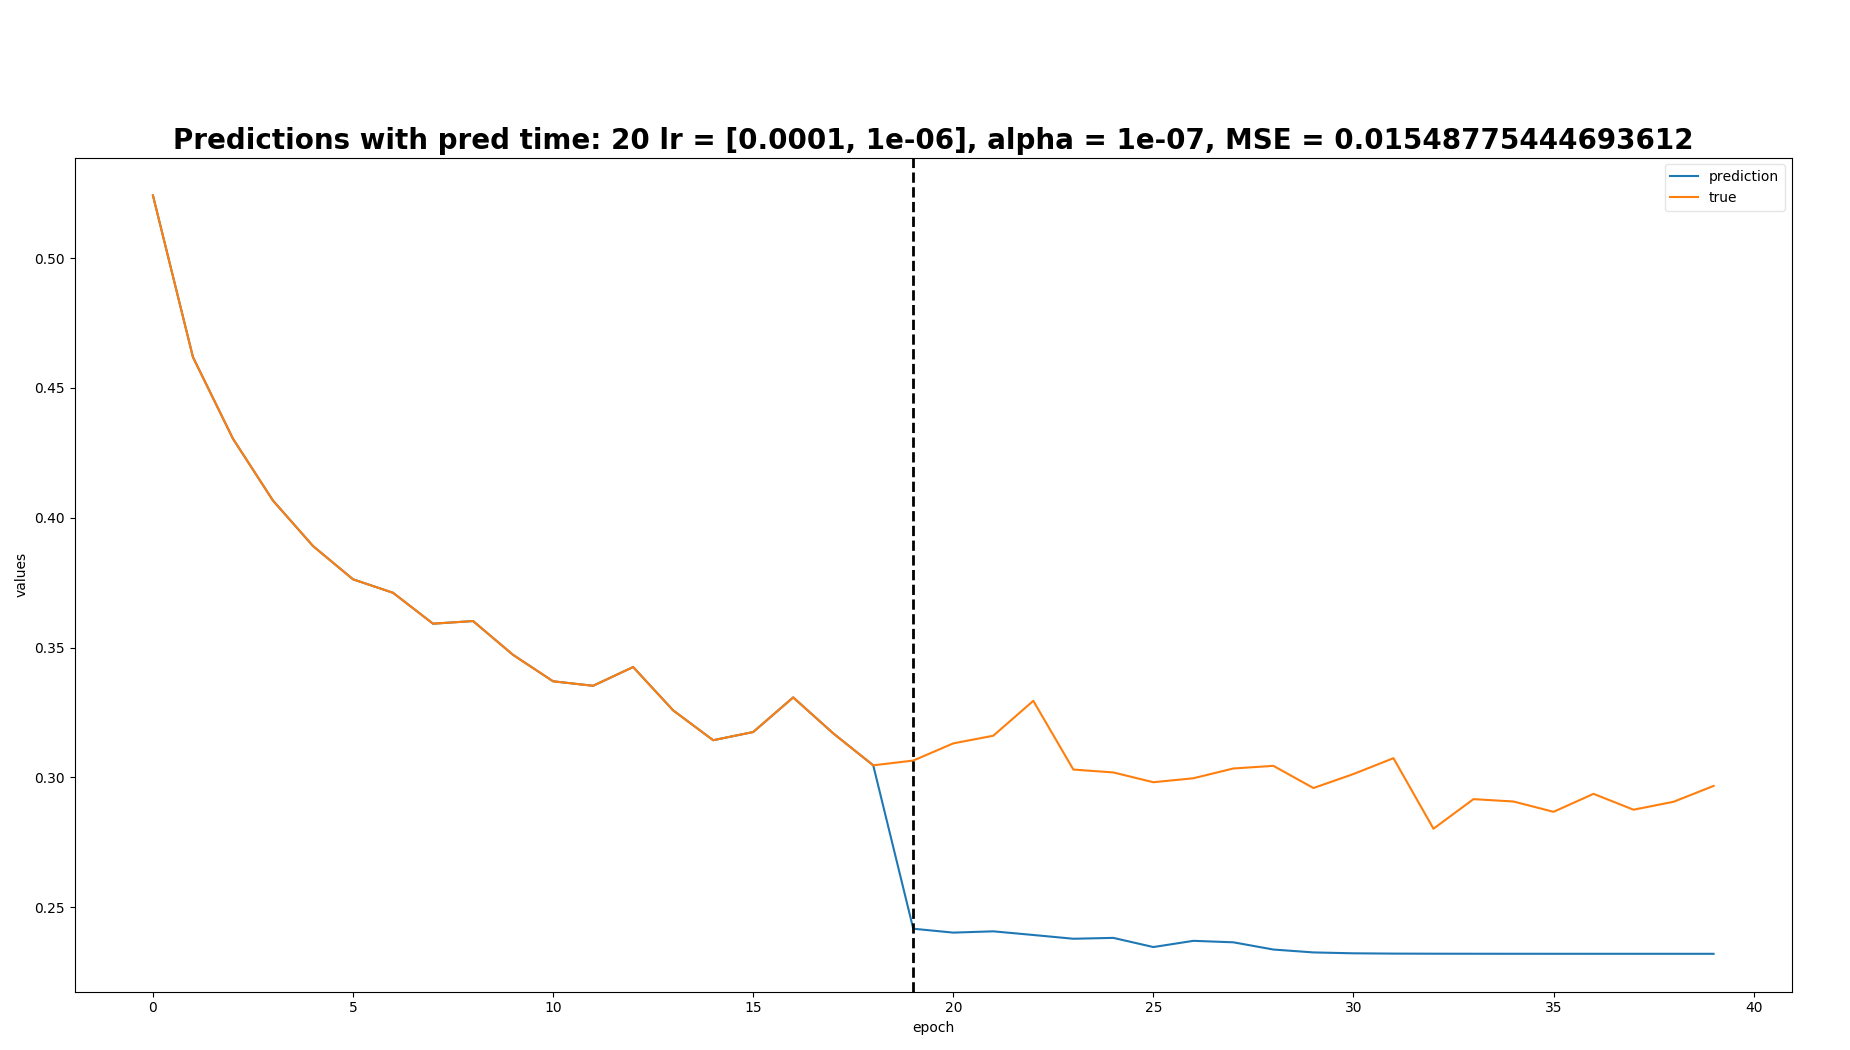 Predictions with pred time: 20 lr = [0.0001, 1e-06], alpha = 1e-07, MSE = 0.01548775444693612
prediction
true
0.50
0.45
0.40
0.35
0.30
0.25
values
0 5 10 15 20 25 30 35 40
epoch